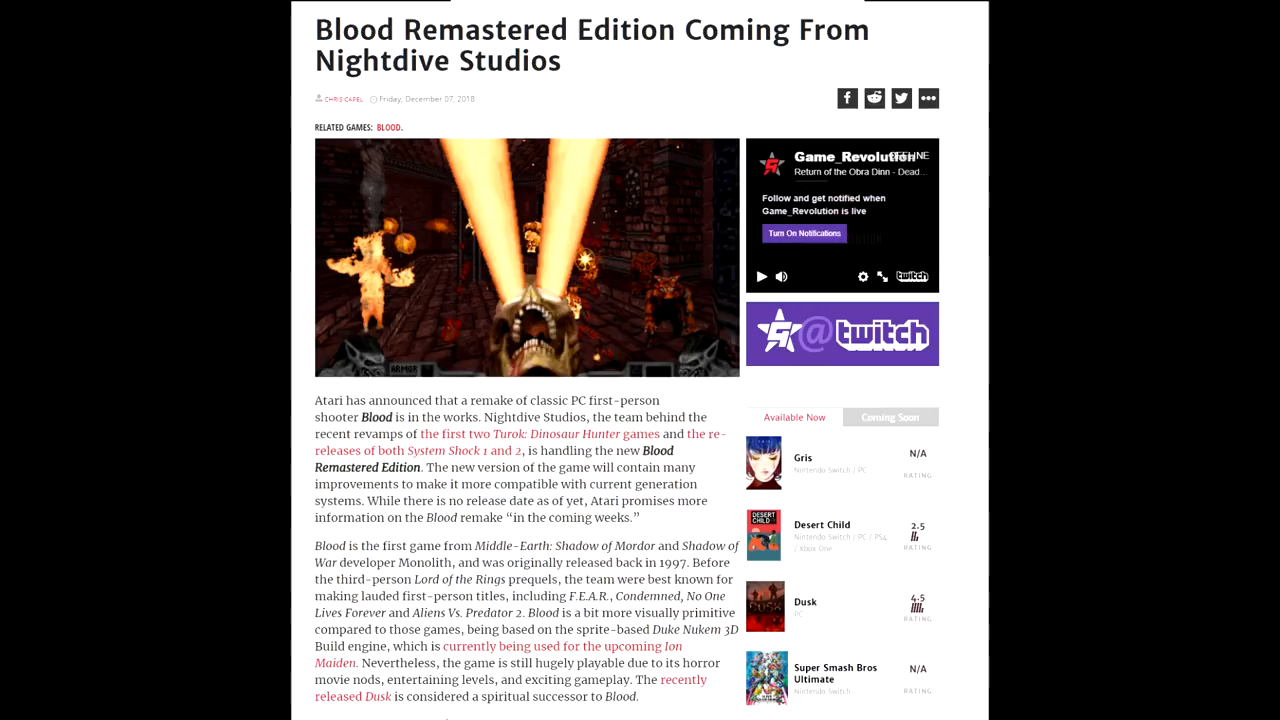 Blood Remastered Edition Coming From
Nightdive Studios
CHRIS CAPEL Friday, December 07, 2018
RELATED GAMES: BLOOD.
ARMOR
Game_Revolution
OFFLINE
Return of the Obra Dinn - Dead...
Follow and get notified when
Game_Revolution is live
Turn On Notifications
twitch
@twitch
Atari has announced that a remake of classic PC first-person
shooter Blood is in the works. Nightdive Studios, the team behind the
recent revamps of the first two Turok: Dinosaur Hunter games and the re-
releases of both System Shock 1 and 2, is handling the new Blood
Remastered Edition. The new version of the game will contain many
improvements to make it more compatible with current generation
systems. While there is no release date as of yet, Atari promises more
information on the Blood remake “in the coming weeks.”
Blood is the first game from Middle-Earth: Shadow of Mordor and Shadow of
War developer Monolith, and was originally released back in 1997. Before
the third-person Lord of the Rings prequels, the team were best known for
making lauded first-person titles, including F.E.A.R., Condemned, No One
Lives Forever and Aliens Vs. Predator 2. Blood is a bit more visually primitive
compared to those games, being based on the sprite-based Duke Nukem 3D
Build engine, which is currently being used for the upcoming Ion
Maiden. Nevertheless, the game is still hugely playable due to its horror
movie nods, entertaining levels, and exciting gameplay. The recently
released Dusk is considered a spiritual successor to Blood.
Available Now
Coming Soon
Gris
Nintendo Switch / PC
N/A
RATING
DESERT
CHILD
Desert Child
Nintendo Switch / PC / PS4
/ Xbox One
2.5
RATING
DUSK
Dusk
PC
4.5
RATING
Super Smash Bros
Ultimate
Nintendo Switch
N/A
RATING